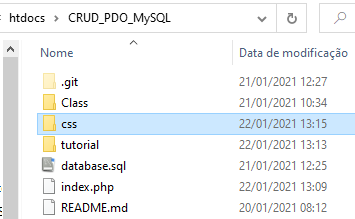 htdocs > CRUD_PDO_MySQL
Nome Data de modificação
.git 21/01/2021 12:27
Class 21/01/2021 10:34
css 22/01/2021 13:15
tutorial 22/01/2021 13:13
database.sql 21/01/2021 12:25
index.php 22/01/2021 13:09
README.md 20/01/2021 08:12